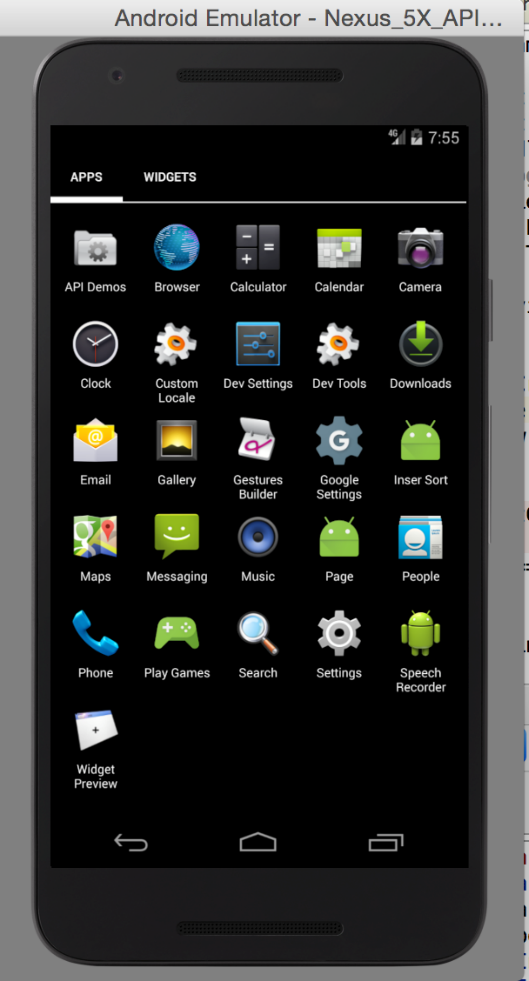 Android Emulator - Nexus_5X_API...
4G 7:55
APPS WIDGETS
API Demos Browser Calculator Calendar Camera
Clock Custom Locale Dev Settings Dev Tools Downloads
Email Gallery Gestures Builder Google Settings Inser Sort
Maps Messaging Music Page People
Phone Play Games Search Settings Speech Recorder
Widget Preview